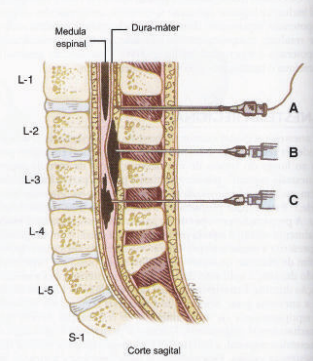 Medula
espinal
Dura-máter
L-1
A
L-2
B
L-3
C
L-4
L-5
S-1
Corte sagital